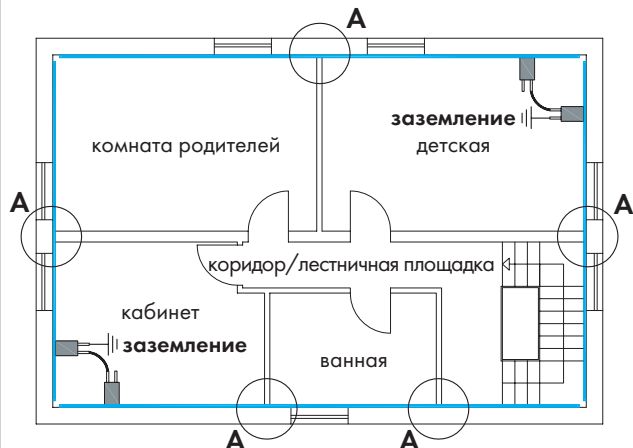 А
заземление
комната родителей
детская
А
А
коридор/лестничная площадка
кабинет
заземление
ванная
А
А